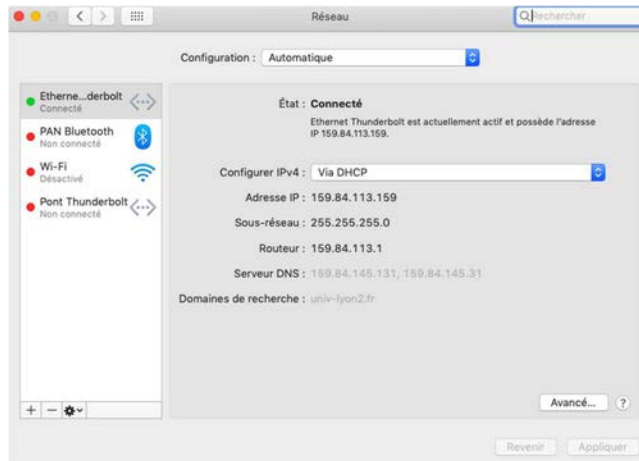 Réseau
Rechercher
Configuration : Automatique
Etherne...derbolt
Connecté
PAN Bluetooth
Non connecté
Wi-Fi
Désactivé
Pont Thunderbolt
Non connecté
État : Connecté
Ethernet Thunderbolt est actuellement actif et possède l'adresse
IP 159.84.113.159.
Configurer IPv4 : Via DHCP
Adresse IP : 159.84.113.159
Sous-réseau : 255.255.255.0
Routeur : 159.84.113.1
Serveur DNS : 159.84.145.131, 159.84.145.31
Domaines de recherche : univ-lyon2.fr
Avancé... ?
Revenir Appliquer